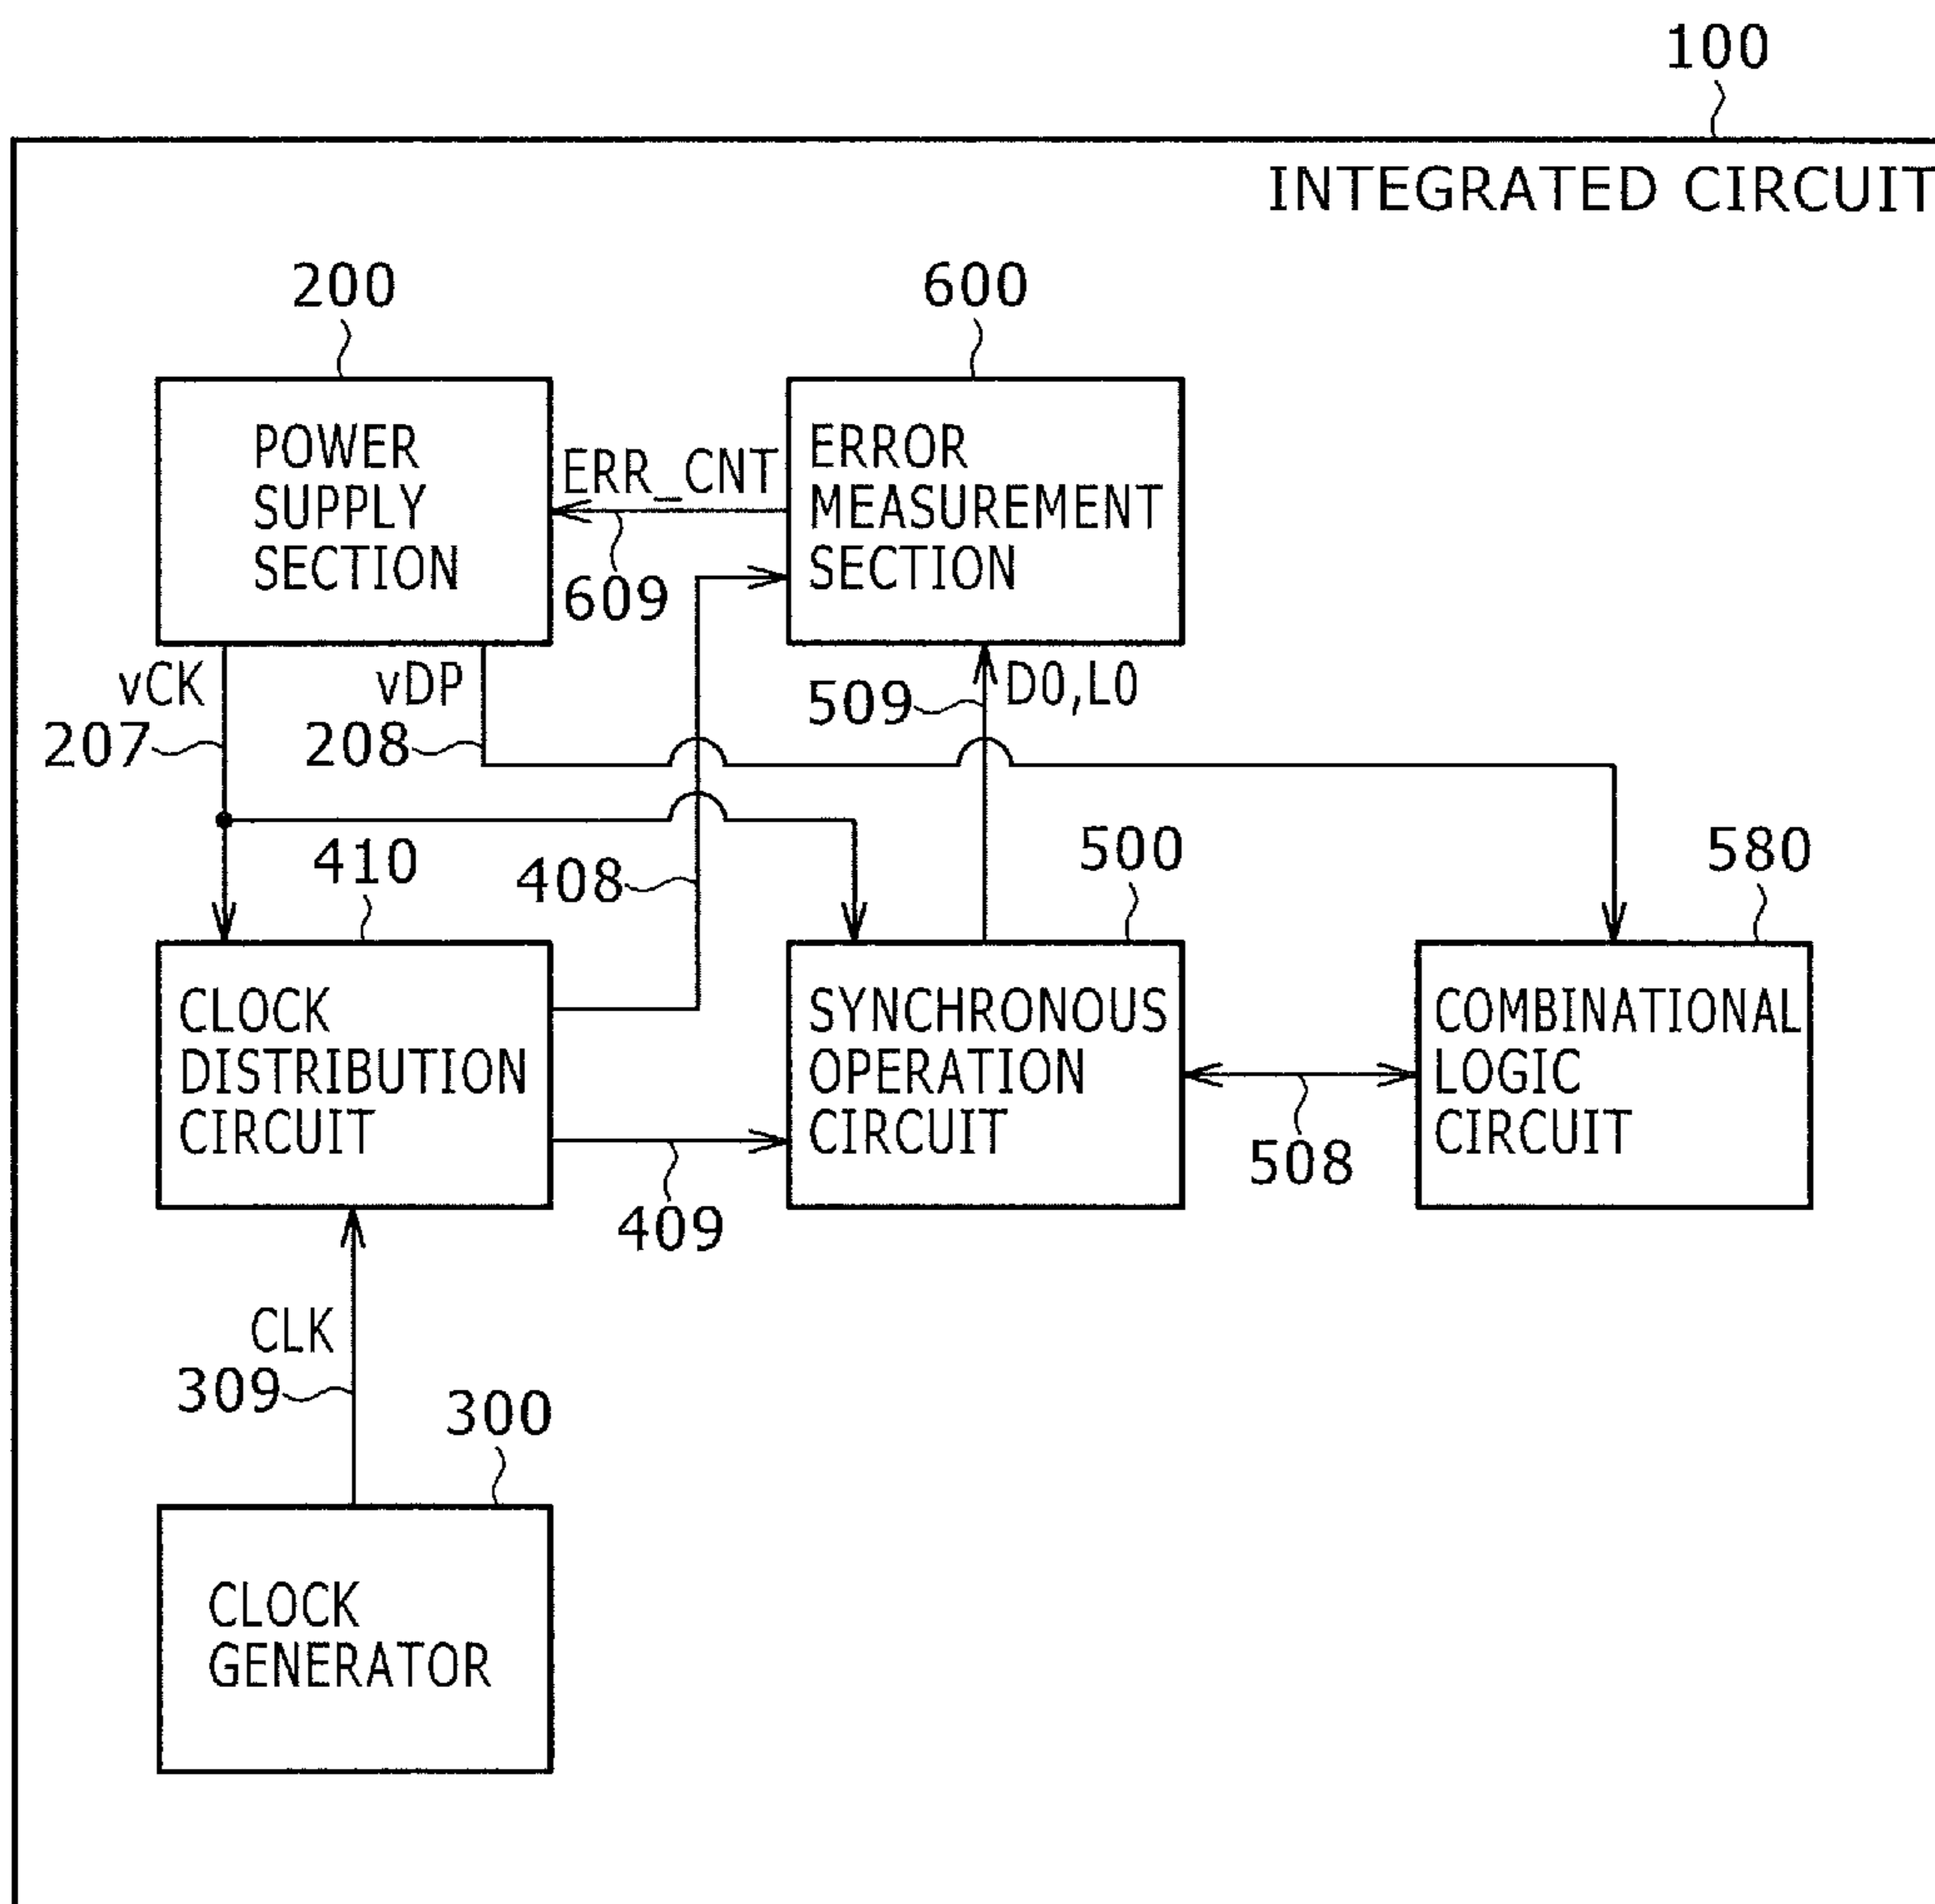 100
INTEGRATED CIRCUIT
200
600
POWER
SUPPLY
SECTION
ERR_CNT
609
ERROR
MEASUREMENT
SECTION
vCK
207
vDP
208
509
D0,L0
410
408
500
580
CLOCK
DISTRIBUTION
CIRCUIT
SYNCHRONOUS
OPERATION
CIRCUIT
COMBINATIONAL
LOGIC
CIRCUIT
409
508
CLK
309
300
CLOCK
GENERATOR